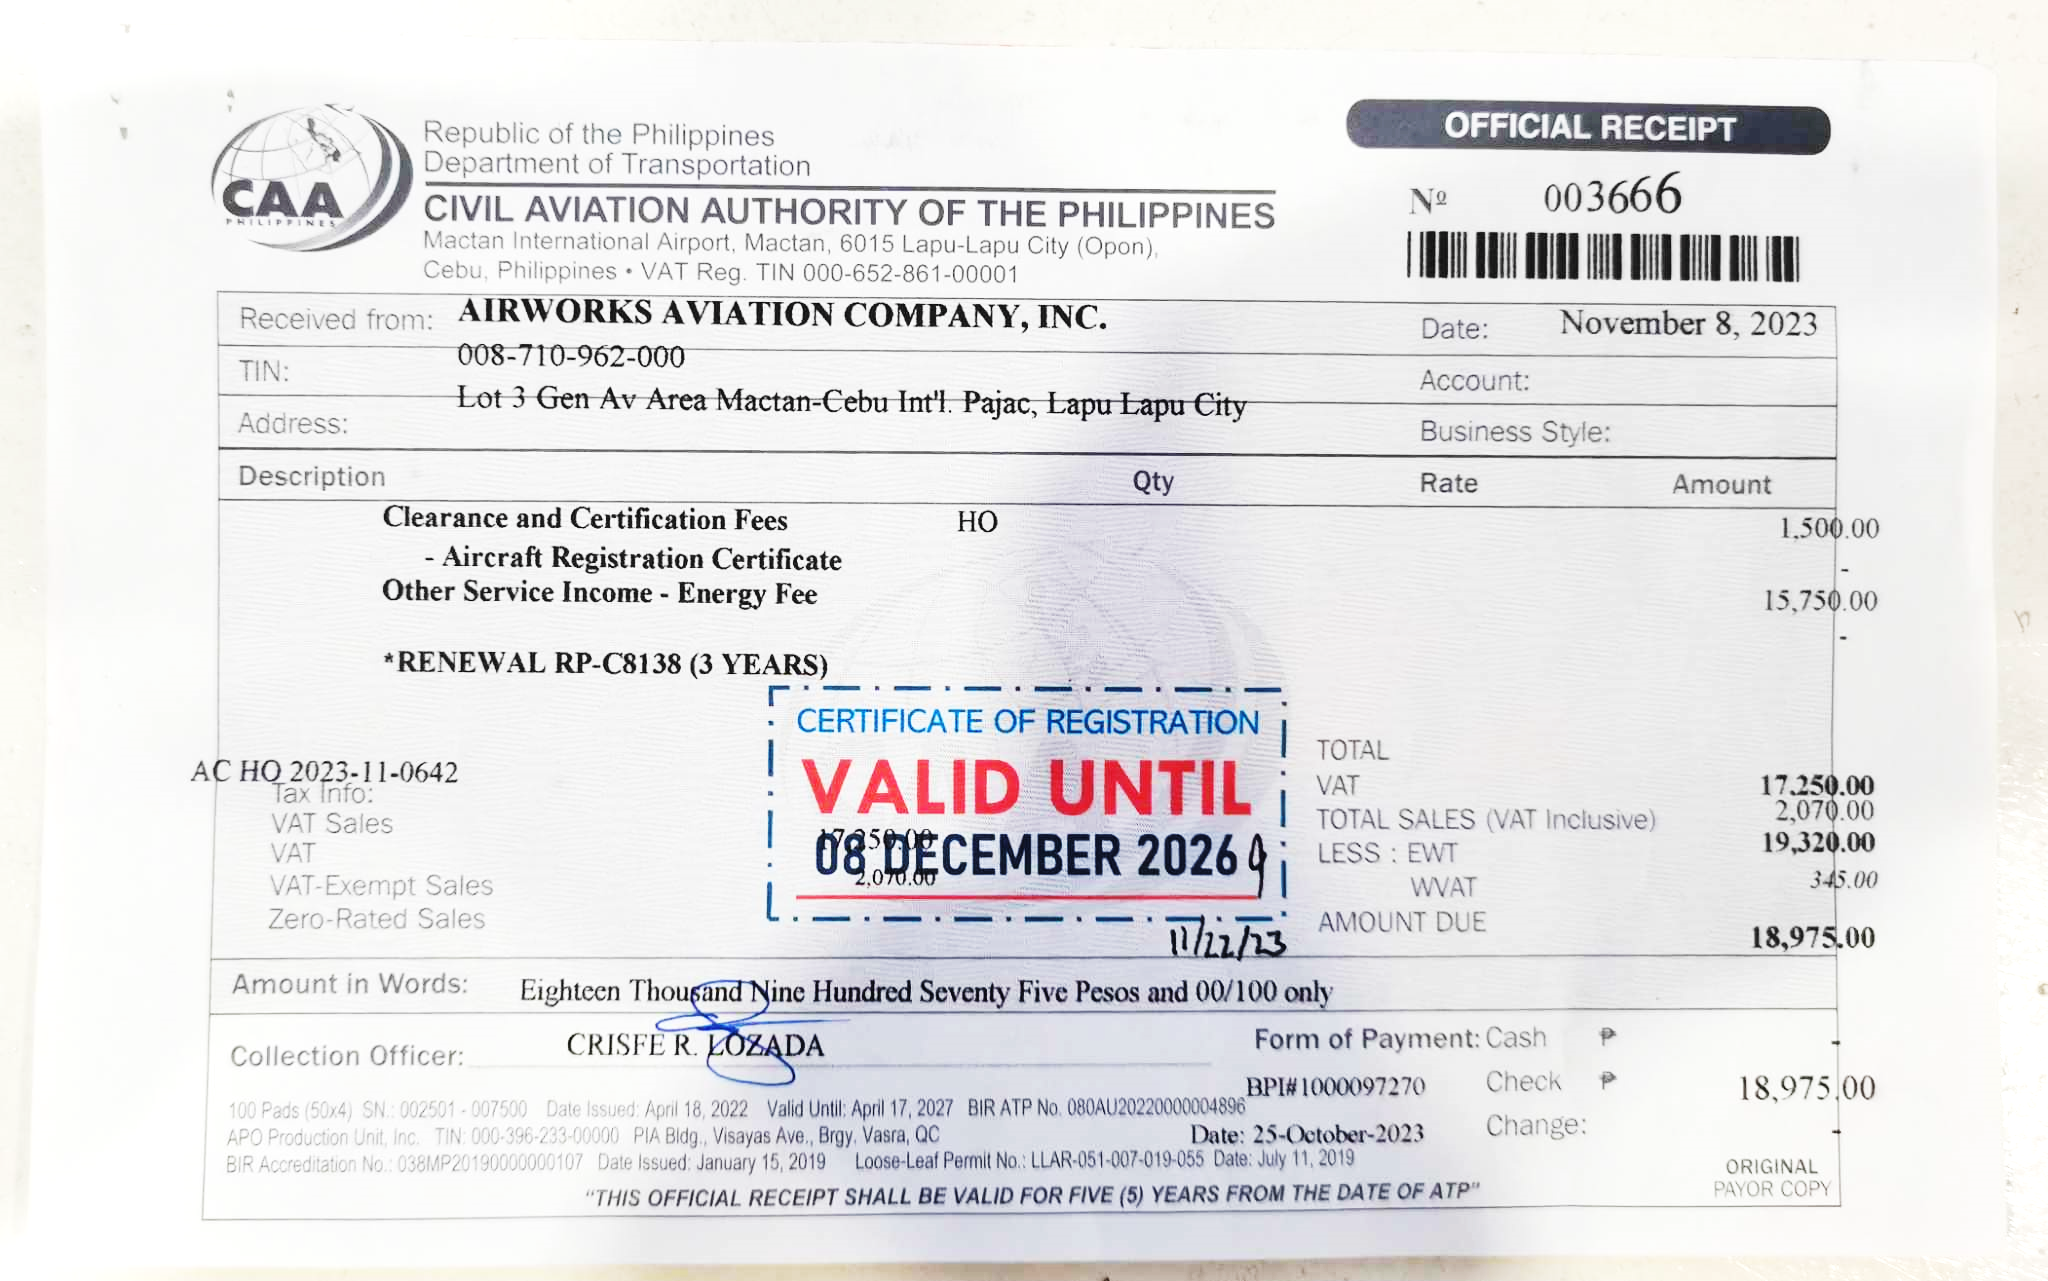 CAA
PHILIPPINES
Republic of the Philippines
Department of Transportation
CIVIL AVIATION AUTHORITY OF THE PHILIPPINES
Mactan International Airport, Mactan, 6015 Lapu-Lapu City (Opon),
Cebu, Philippines • VAT Reg. TIN 000-652-861-00001
OFFICIAL RECEIPT
Nº 003666
Received from: AIRWORKS AVIATION COMPANY, INC.
Date: November 8, 2023
TIN: 008-710-962-000
Account:
Address: Lot 3 Gen Av Area Mactan-Cebu Int'l. Pajac, Lapu Lapu City
Business Style:
Description Qty Rate Amount
Clearance and Certification Fees HO 1,500.00
- Aircraft Registration Certificate -
Other Service Income - Energy Fee 15,750.00
-
*RENEWAL RP-C8138 (3 YEARS)
CERTIFICATE OF REGISTRATION
VALID UNTIL
08 DECEMBER 2026
11/22/23
AC HO 2023-11-0642
Tax Info:
VAT Sales 17,250.00
VAT 2,070.00
VAT-Exempt Sales
Zero-Rated Sales
TOTAL 17,250.00
VAT 2,070.00
TOTAL SALES (VAT Inclusive) 19,320.00
LESS : EWT 345.00
WVAT
AMOUNT DUE 18,975.00
Amount in Words: Eighteen Thousand Nine Hundred Seventy Five Pesos and 00/100 only
Collection Officer: CRISFE R. LOZADA
Form of Payment: Cash ₱ -
BPI#1000097270 Check ₱ 18,975.00
Date: 25-October-2023 Change: -
100 Pads (50x4) SN.: 002501 - 007500 Date Issued: April 18, 2022 Valid Until: April 17, 2027 BIR ATP No. 080AU20220000004896
APO Production Unit, Inc. TIN: 000-396-233-00000 PIA Bldg., Visayas Ave., Brgy. Vasra, QC
BIR Accreditation No.: 038MP20190000000107 Date Issued: January 15, 2019 Loose-Leaf Permit No.: LLAR-051-007-019-055 Date: July 11, 2019
"THIS OFFICIAL RECEIPT SHALL BE VALID FOR FIVE (5) YEARS FROM THE DATE OF ATP"
ORIGINAL
PAYOR COPY